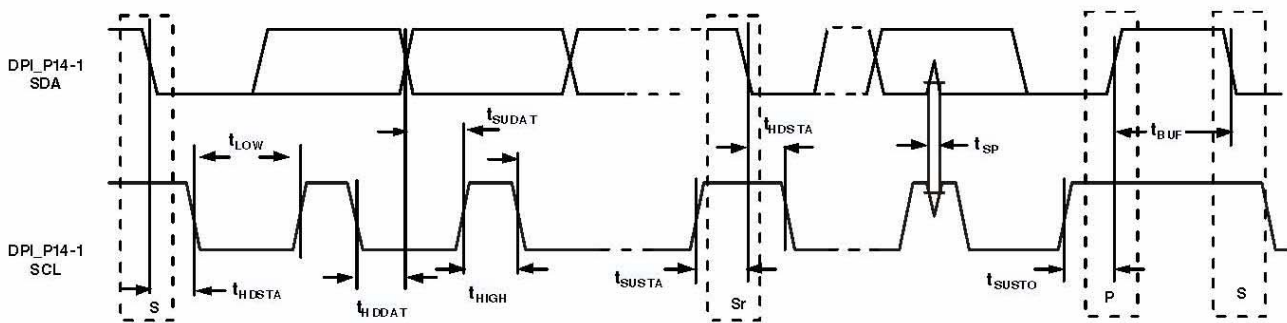 DPI_P14-1
SDA
tSUDAT
tLOW
tHDSTA
tSP
tBUF
DPI_P14-1
SCL
S
tHDSTA
tHDDAT
tHIGH
tSUSTA
Sr
tSUSTO
P
S